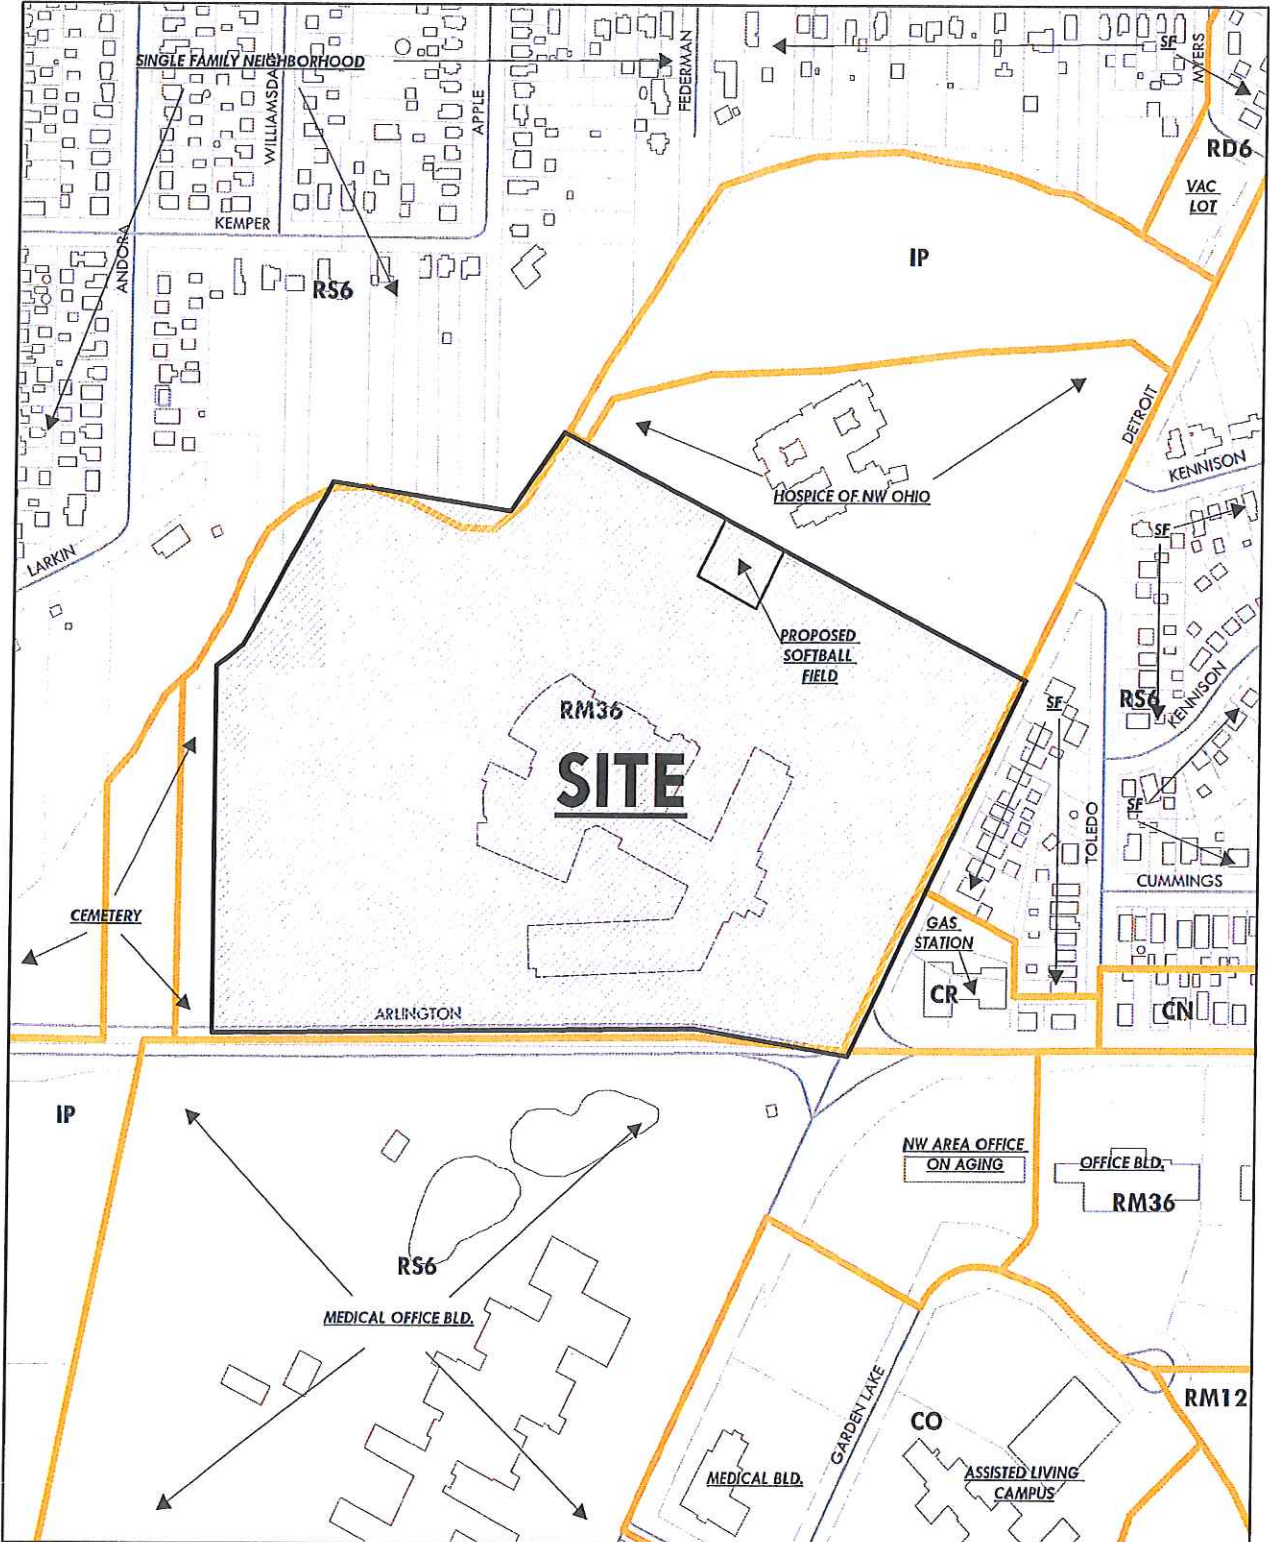 SINGLE FAMILY NEIGHBORHOOD
WILLIAMSDA
APPLE
FEDERMAN
SF
MYERS
RD6
VAC
LOT
KEMPER
ANDORA
RS6
IP
DETROIT
KENNISON
HOSPICE OF NW OHIO
LARKIN
SF
PROPOSED
SOFTBALL
FIELD
RM36
SITE
SF
RS6
KENNISON
SF
TOLEDO
CUMMINGS
CEMETERY
GAS
STATION
CR
CN
ARLINGTON
IP
NW AREA OFFICE
ON AGING
OFFICE BLD.
RM36
RS6
MEDICAL OFFICE BLD.
GARDEN LAKE
RM12
CO
MEDICAL BLD.
ASSISTED LIVING
CAMPUS